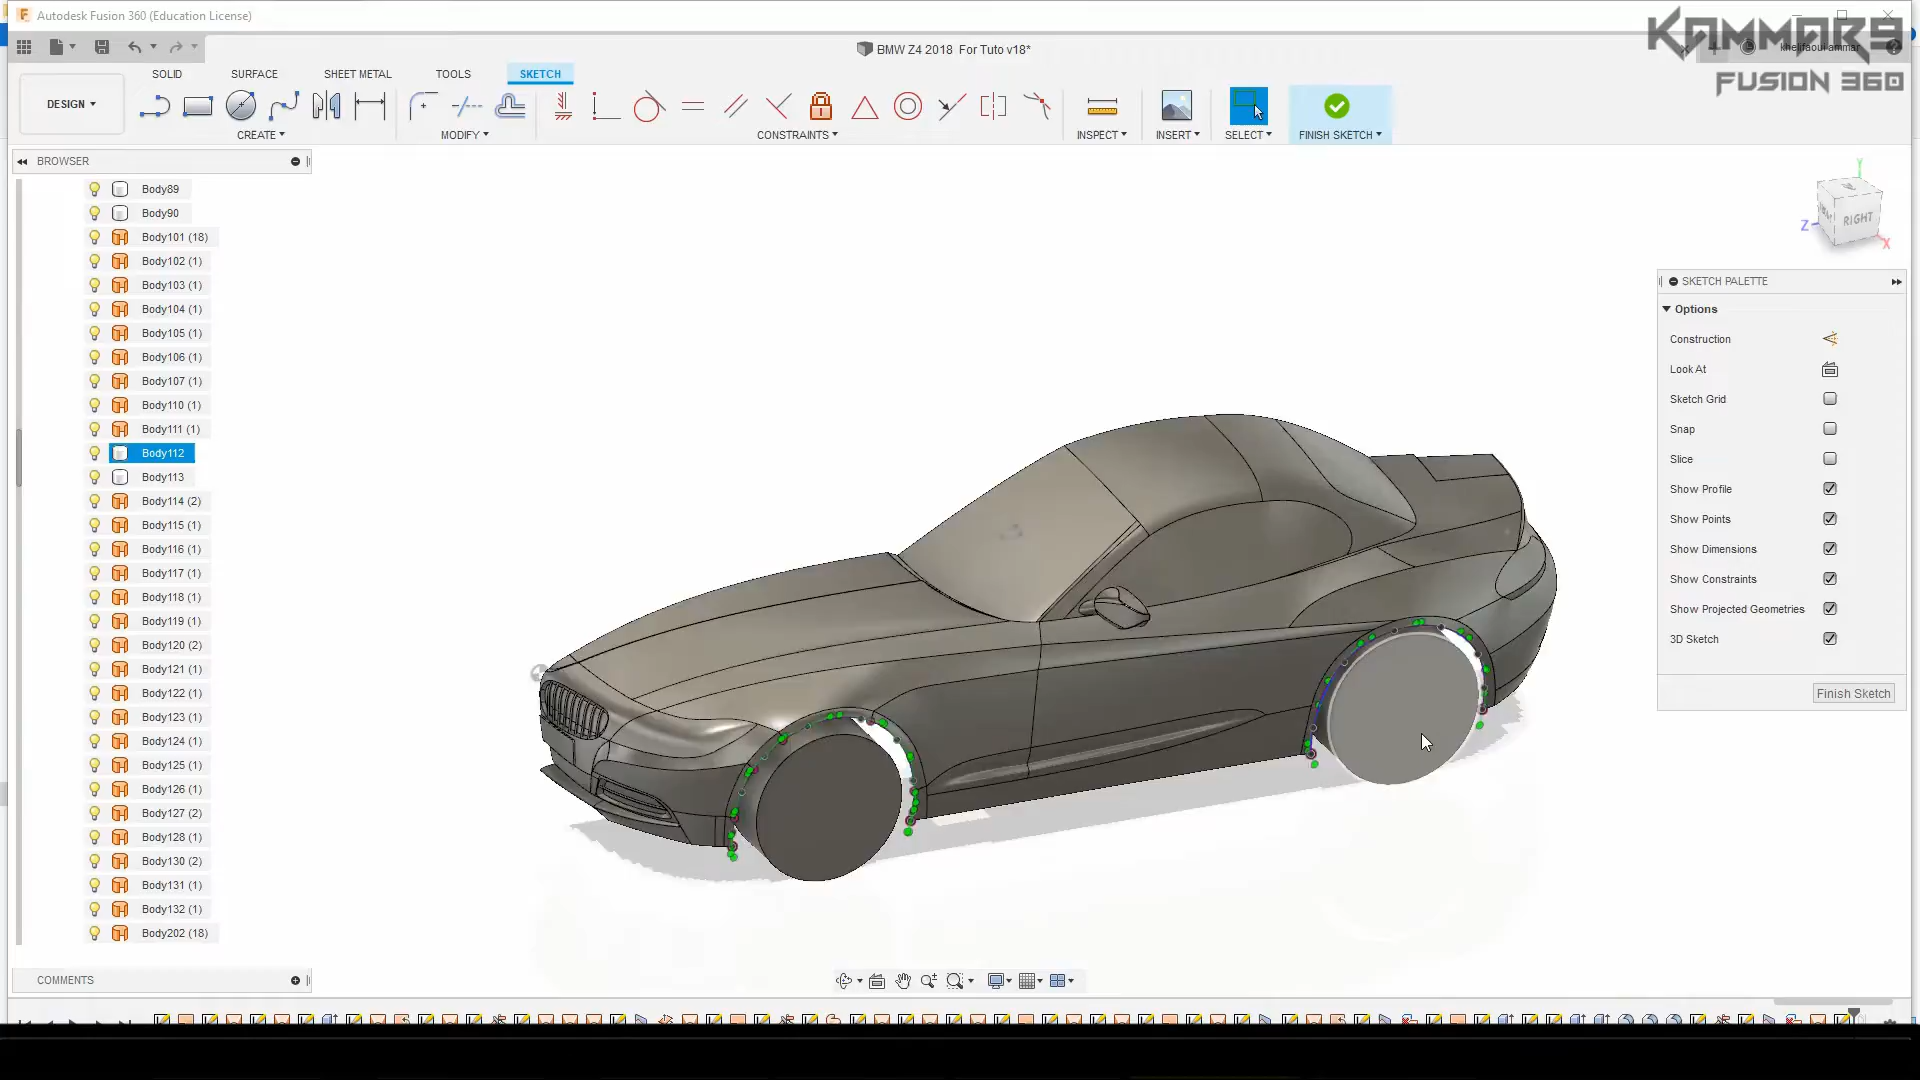 Autodesk Fusion 360 (Education License)
KAMMAR9
FUSION 360
BMW Z4 2018 For Tuto v18*
khelifaoui ammar
SOLID SURFACE SHEET METAL TOOLS SKETCH
DESIGN
CREATE MODIFY CONSTRAINTS INSPECT INSERT SELECT FINISH SKETCH
BROWSER
Body89
Body90
Body101 (18)
Body102 (1)
Body103 (1)
Body104 (1)
Body105 (1)
Body106 (1)
Body107 (1)
Body110 (1)
Body111 (1)
Body112
Body113
Body114 (2)
Body115 (1)
Body116 (1)
Body117 (1)
Body118 (1)
Body119 (1)
Body120 (2)
Body121 (1)
Body122 (1)
Body123 (1)
Body124 (1)
Body125 (1)
Body126 (1)
Body127 (2)
Body128 (1)
Body130 (2)
Body131 (1)
Body132 (1)
Body202 (18)
COMMENTS
Y
RIGHT
Z
X
SKETCH PALETTE
Options
Construction
Look At
Sketch Grid
Snap
Slice
Show Profile
Show Points
Show Dimensions
Show Constraints
Show Projected Geometries
3D Sketch
Finish Sketch